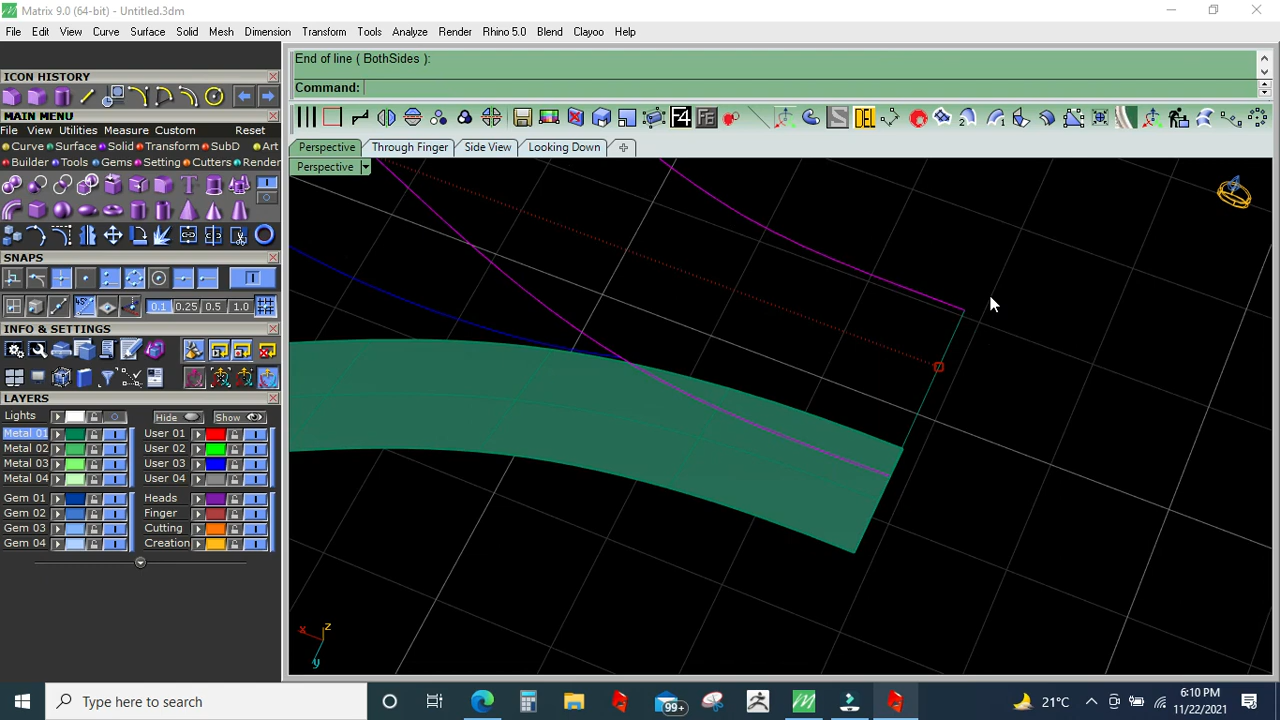 Matrix 9.0 (64-bit) - Untitled.3dm
File Edit View Curve Surface Solid Mesh Dimension Transform Tools Analyze Render Rhino 5.0 Blend Clayoo Help
End of line ( BothSides ):
Command:
ICON HISTORY
MAIN MENU
File View Utilities Measure Custom Reset
Curve Surface Solid Transform SubD Art
Builder Tools Gems Setting Cutters Render
SNAPS
45°
0.1 0.25 0.5 1.0
INFO & SETTINGS
LAYERS
Lights Hide Show
Metal 01 User 01
Metal 02 User 02
Metal 03 User 03
Metal 04 User 04
Gem 01 Heads
Gem 02 Finger
Gem 03 Cutting
Gem 04 Creation
F4 DEL
Perspective Through Finger Side View Looking Down
Perspective
x z
y
Type here to search
99+
21°C
6:10 PM
11/22/2021